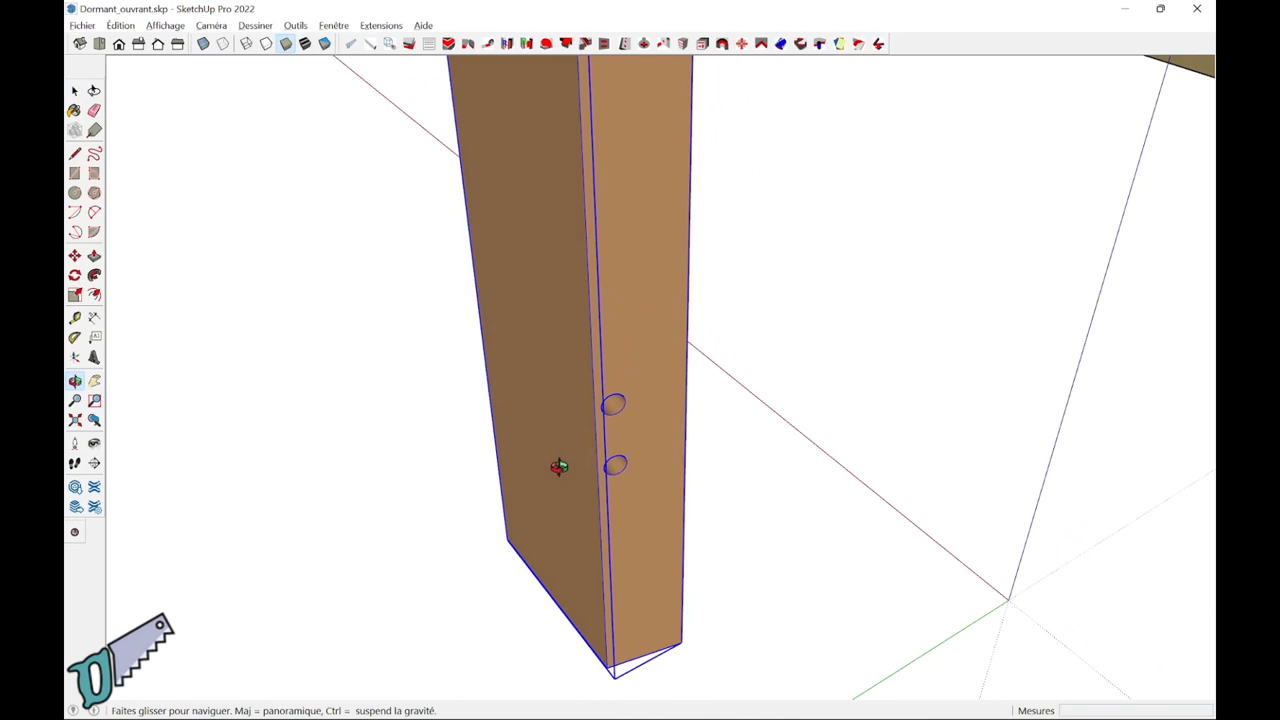 Dormant_ouvrant.skp - SketchUp Pro 2022
Fichier Édition Affichage Caméra Dessiner Outils Fenêtre Extensions Aide
Faites glisser pour naviguer. Maj = panoramique, Ctrl = suspend la gravité.
Mesures